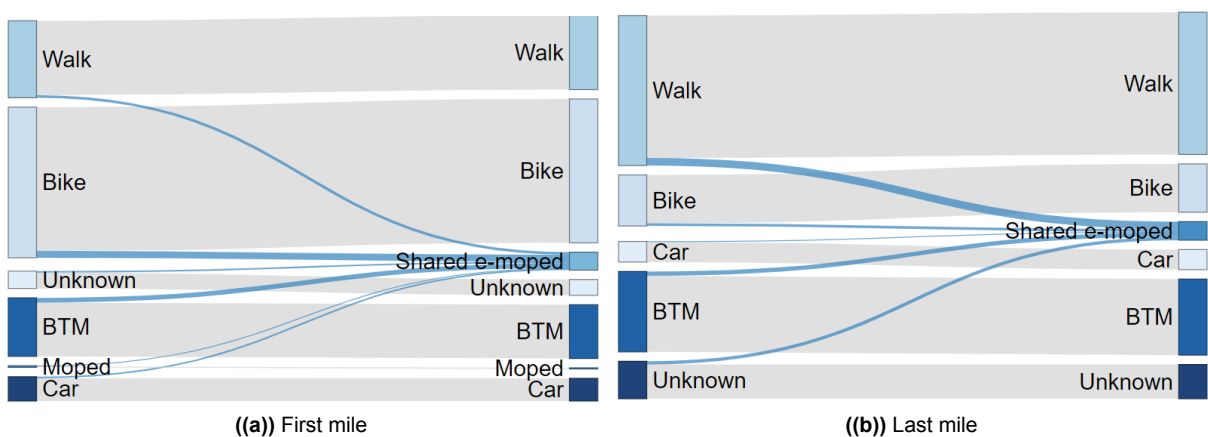 Walk
Walk
Bike
Bike
Shared e-moped
Unknown
Unknown
BTM
BTM
Moped
Moped
Car
Car
((a)) First mile
Walk
Walk
Bike
Bike
Shared e-moped
Car
Car
BTM
BTM
Unknown
Unknown
((b)) Last mile